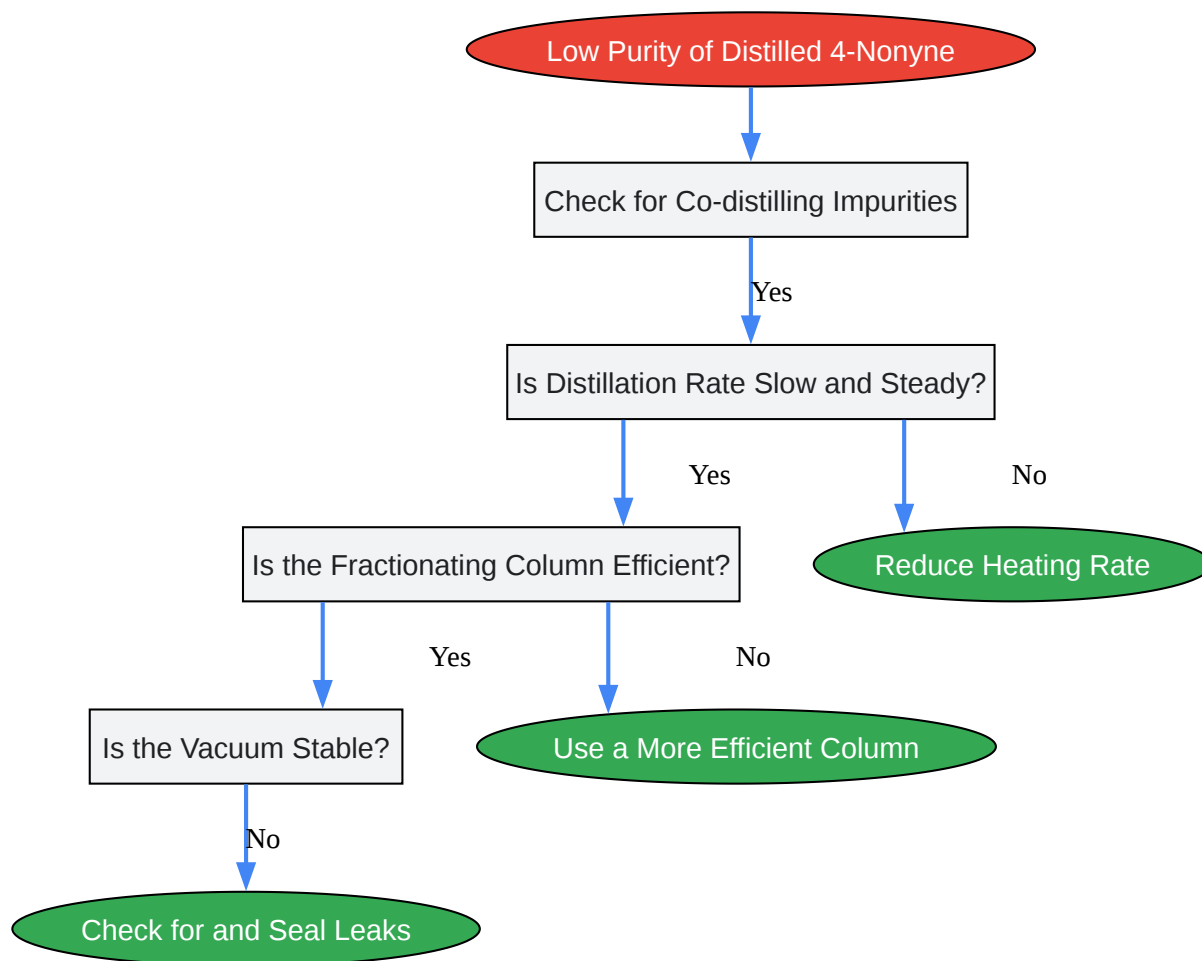 Low Purity of Distilled 4-Nonyne
Check for Co-distilling Impurities
Yes
Is Distillation Rate Slow and Steady?
Yes
No
Is the Fractionating Column Efficient?
Reduce Heating Rate
Yes
No
Is the Vacuum Stable?
Use a More Efficient Column
No
Check for and Seal Leaks